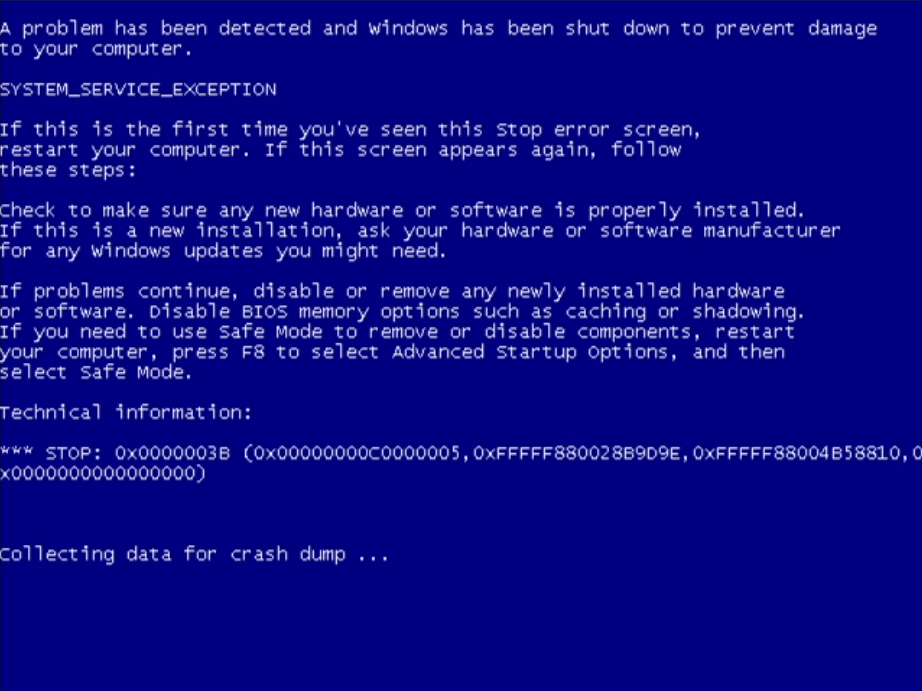 A problem has been detected and Windows has been shut down to prevent damage
to your computer.
SYSTEM_SERVICE_EXCEPTION
If this is the first time you've seen this Stop error screen,
restart your computer. If this screen appears again, follow
these steps:
Check to make sure any new hardware or software is properly installed.
If this is a new installation, ask your hardware or software manufacturer
for any Windows updates you might need.
If problems continue, disable or remove any newly installed hardware
or software. Disable BIOS memory options such as caching or shadowing.
If you need to use Safe Mode to remove or disable components, restart
your computer, press F8 to select Advanced Startup Options, and then
select Safe Mode.
Technical information:
*** STOP: 0x0000003B (0x00000000C0000005,0xFFFFF880028B9D9E,0xFFFFF88004B58810,0
x0000000000000000)
Collecting data for crash dump ...